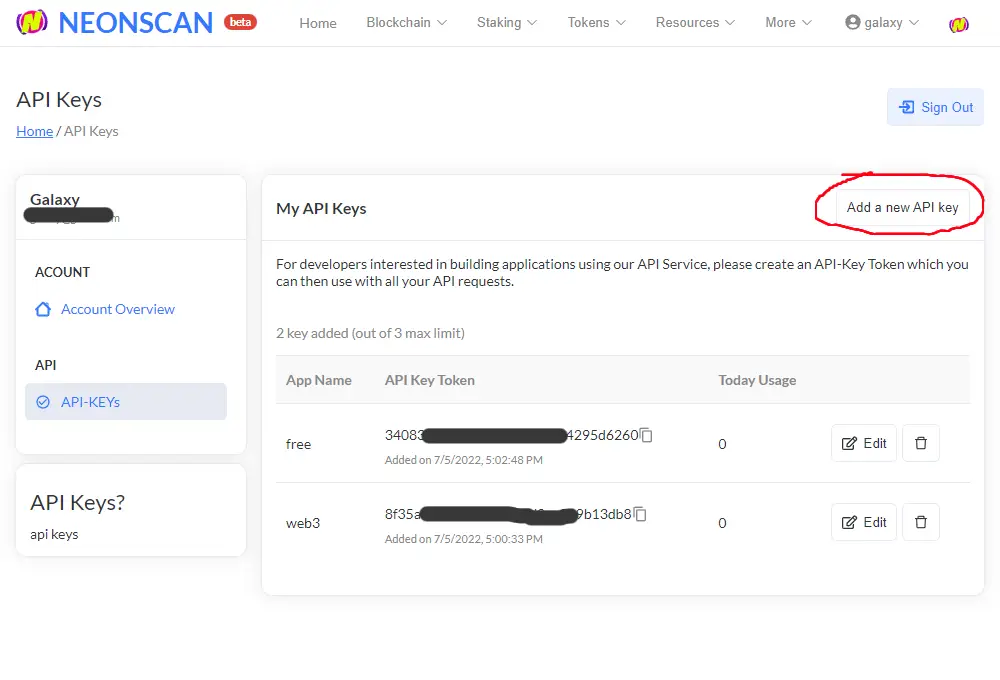 NEONSCAN beta
Home Blockchain Staking Tokens Resources More galaxy
API Keys
Home / API Keys
Sign Out
Galaxy
ACOUNT
Account Overview
API
API-KEYs
API Keys?
api keys
My API Keys
Add a new API key
For developers interested in building applications using our API Service, please create an API-Key Token which you
can then use with all your API requests.
2 key added (out of 3 max limit)
App Name API Key Token Today Usage
free 34083 4295d6260 0 Edit
Added on 7/5/2022, 5:02:48 PM
web3 8f35a 9b13db8 0 Edit
Added on 7/5/2022, 5:00:33 PM